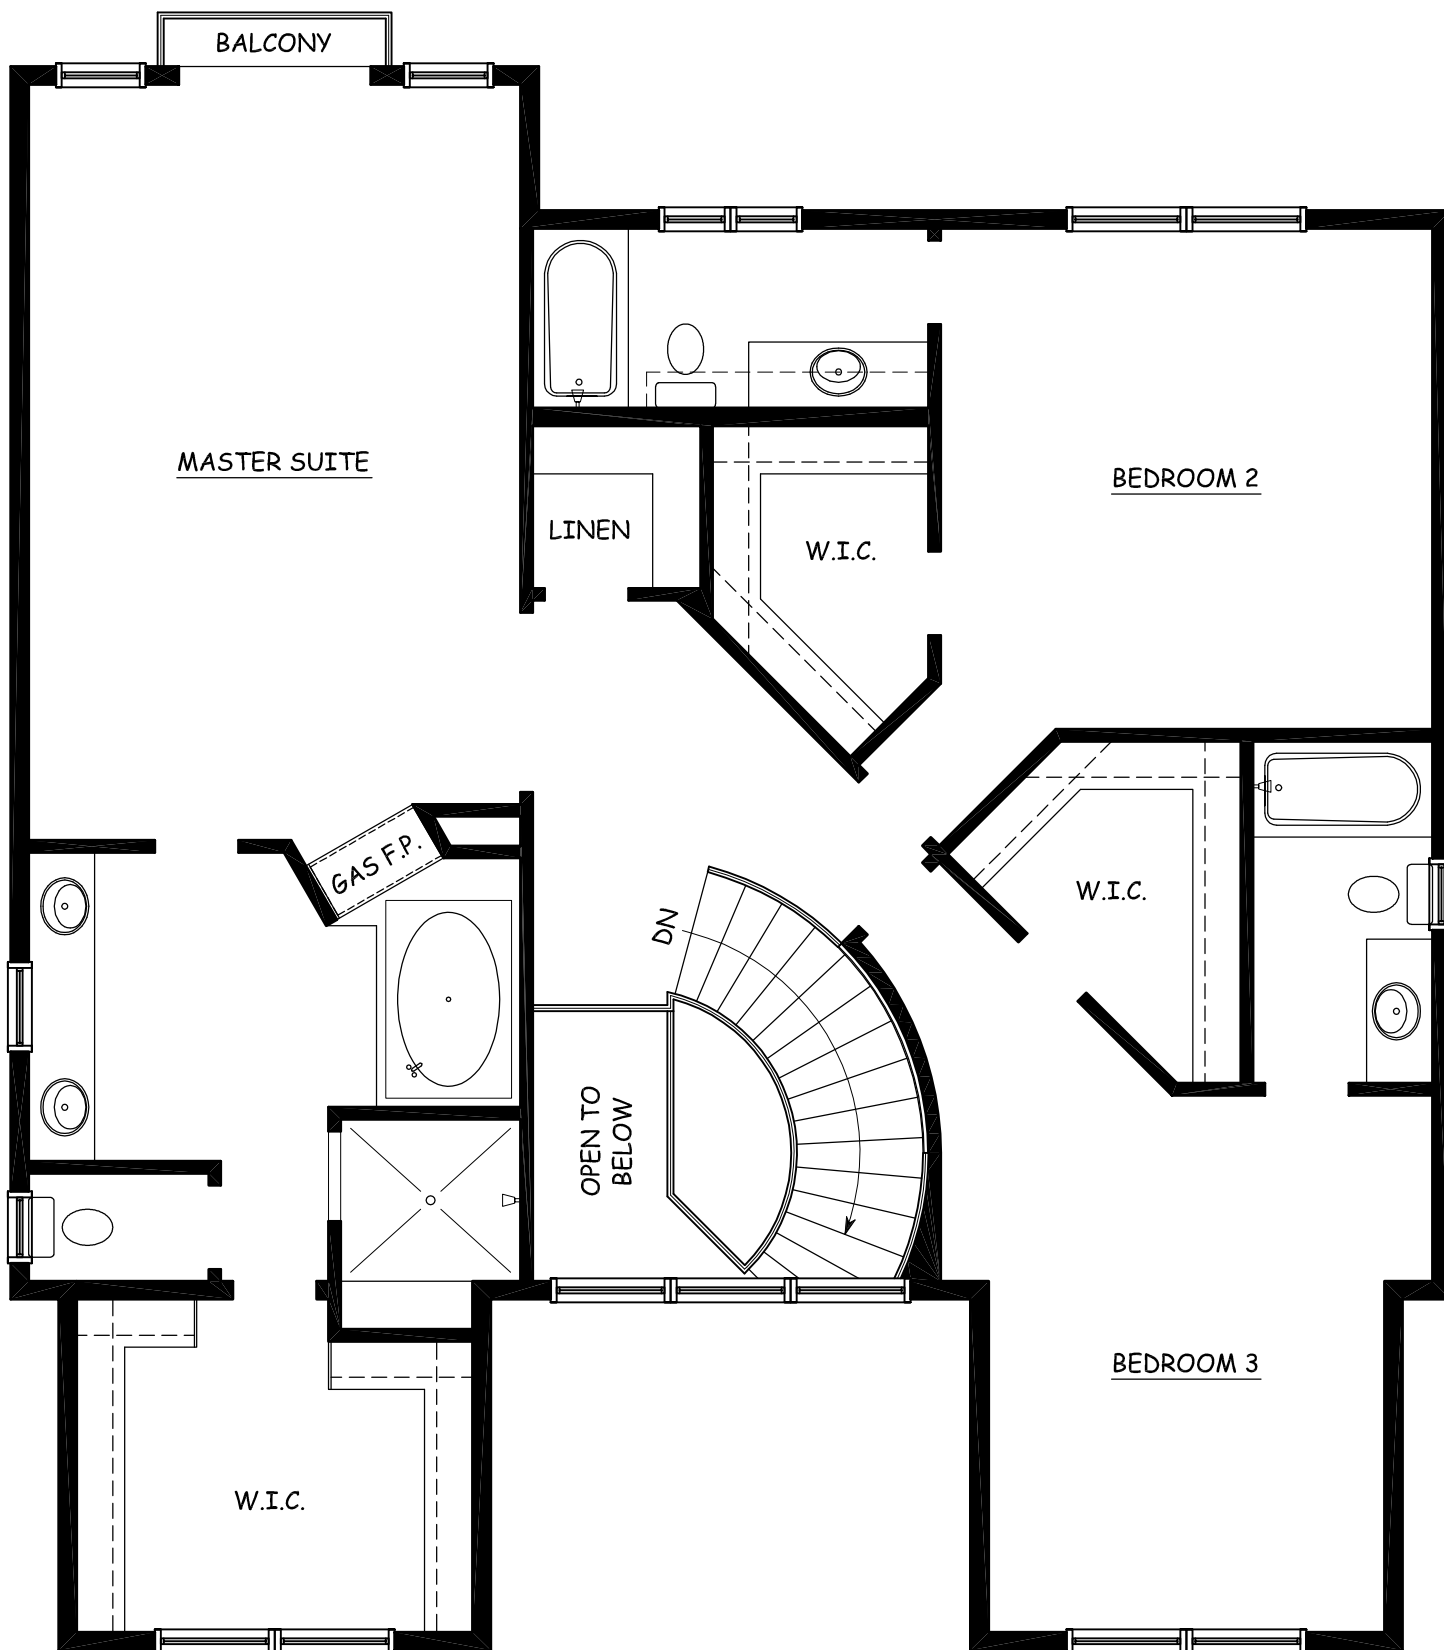 BALCONY
MASTER SUITE
BEDROOM 2
LINEN
W.I.C.
GAS F.P.
W.I.C.
DN
OPEN TO
BELOW
BEDROOM 3
W.I.C.